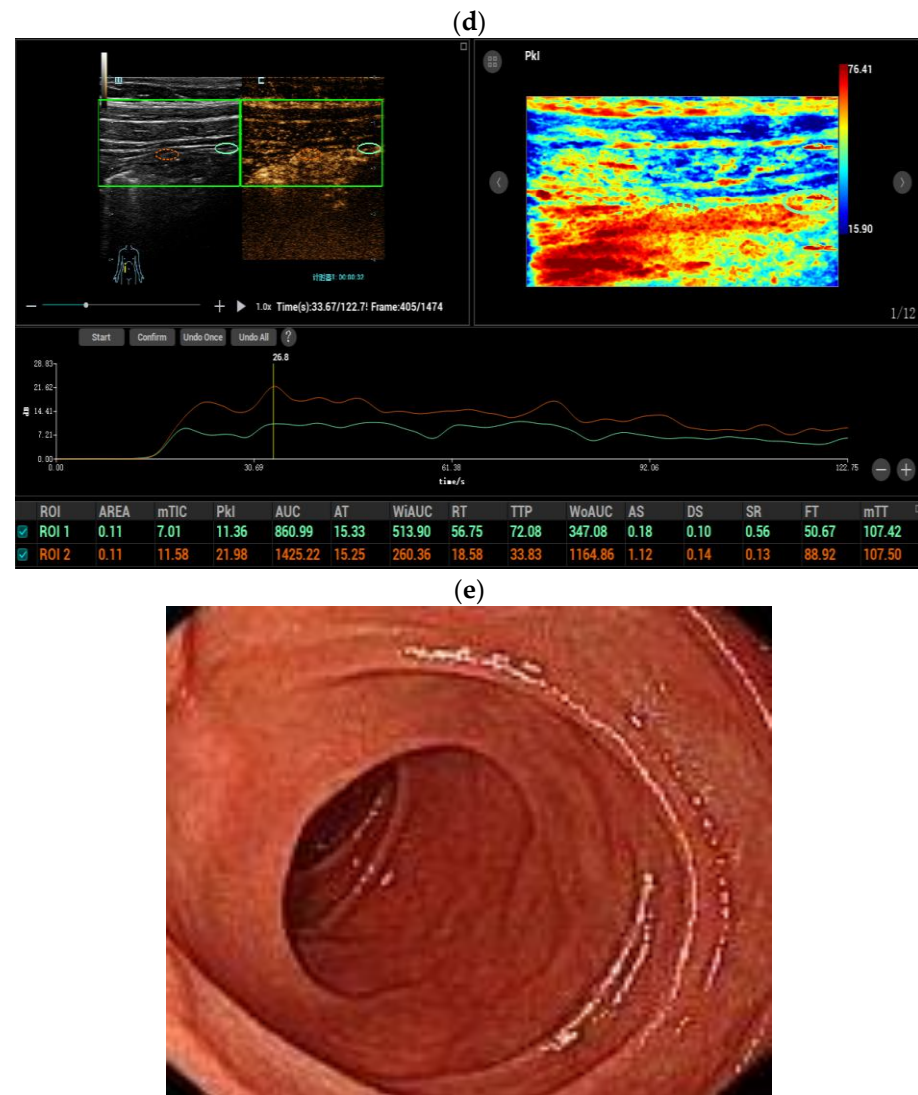 (d)
PkI
76.41
15.90
1/12
1.0x Time(s):33.67/122.7! Frame:405/1474
Start Confirm Undo Once Undo All ?
26.8
28.83
21.62
14.41
7.21
0.00
0.00 30.69 61.38 92.06 122.75
time/s
ROI AREA mTIC PkI AUC AT WiAUC RT TTP WoAUC AS DS SR FT mTT
ROI 1 0.11 7.01 11.36 860.99 15.33 513.90 56.75 72.08 347.08 0.18 0.10 0.56 50.67 107.42
ROI 2 0.11 11.58 21.98 1425.22 15.25 260.36 18.58 33.83 1164.86 1.12 0.14 0.13 88.92 107.50
(e)